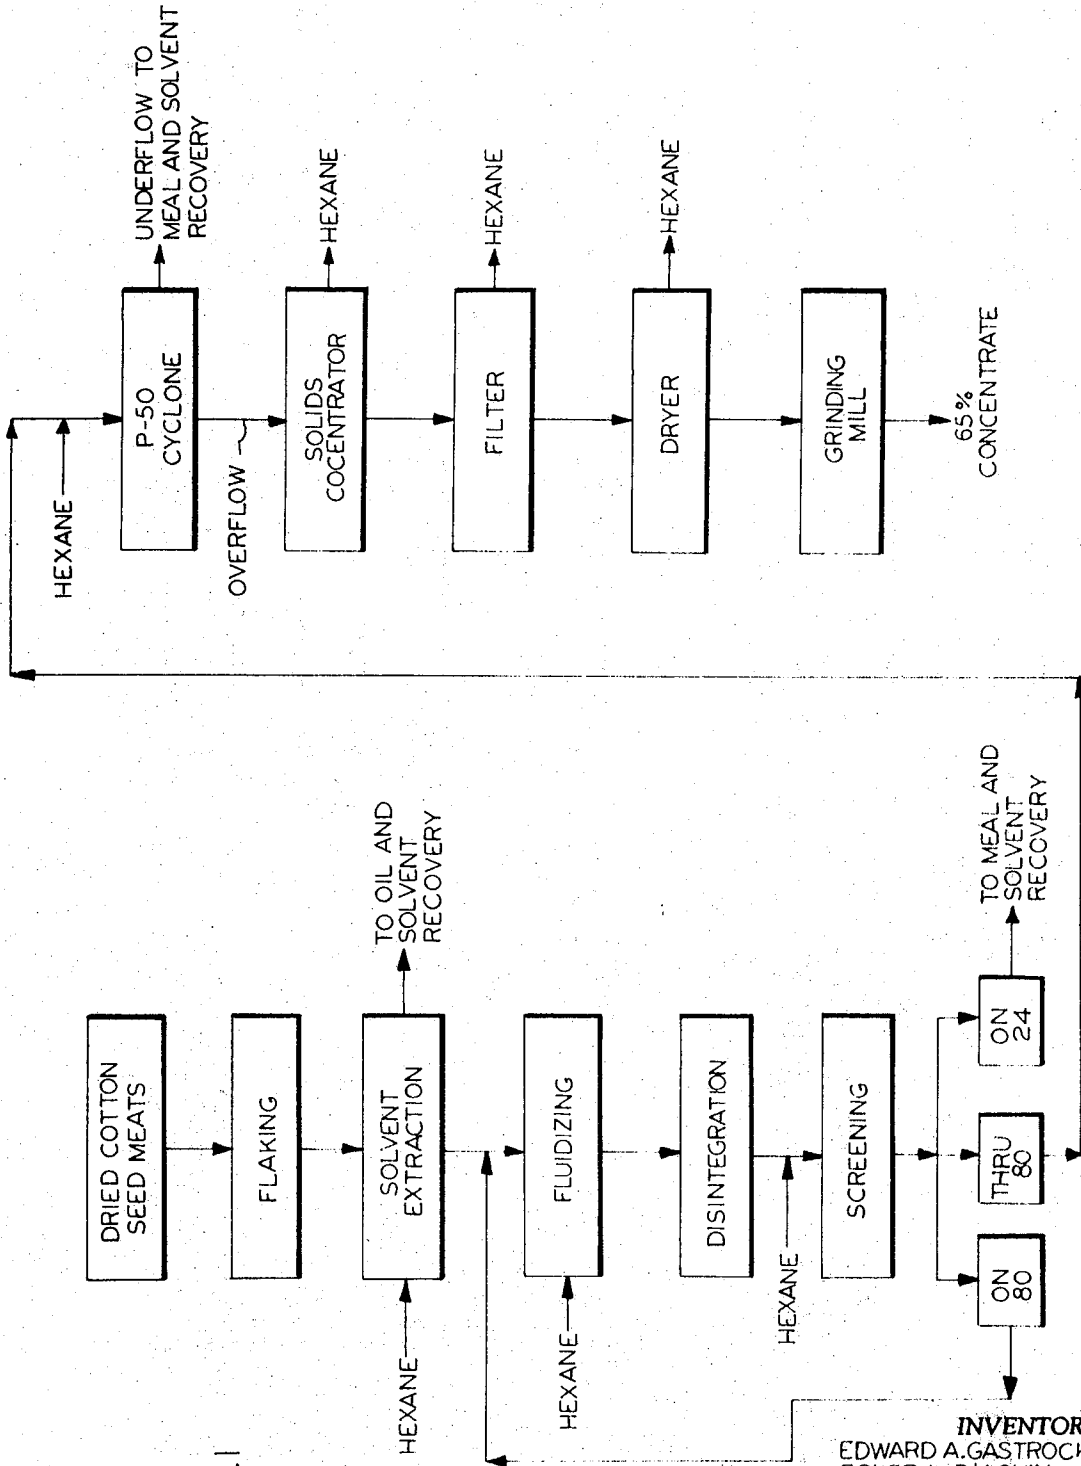 DRIED COTTON
SEED MEATS
FLAKING
HEXANE
SOLVENT
EXTRACTION
TO OIL AND
SOLVENT
RECOVERY
HEXANE
FLUIDIZING
DISINTEGRATION
HEXANE
SCREENING
ON
80
THRU
80
ON
24
TO MEAL AND
SOLVENT
RECOVERY
HEXANE
P-50
CYCLONE
UNDERFLOW TO
MEAL AND SOLVENT
RECOVERY
OVERFLOW
SOLIDS
COCENTRATOR
HEXANE
FILTER
HEXANE
DRYER
HEXANE
GRINDING
MILL
65%
CONCENTRATE
INVENTOR
EDWARD A. GASTROCK